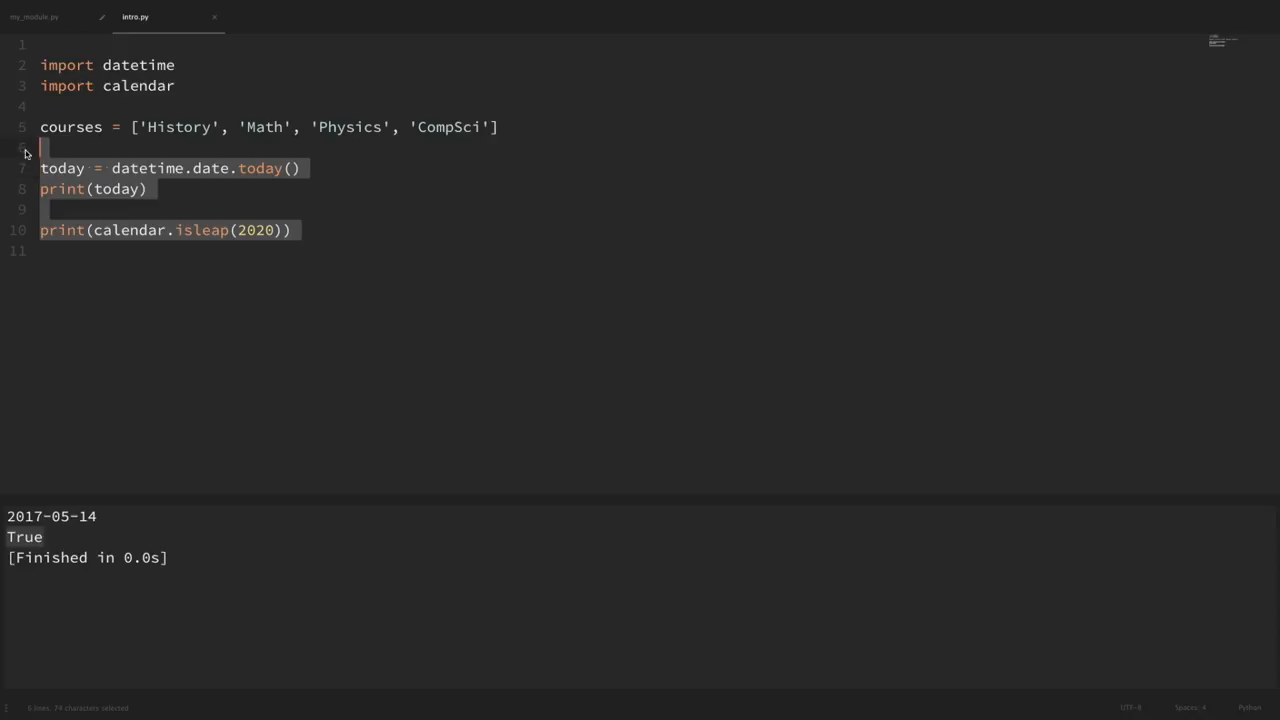 my_module.py
intro.py
×
1
2 import datetime
3 import calendar
4
5 courses = ['History', 'Math', 'Physics', 'CompSci']
6
7 today = datetime.date.today()
8 print(today)
9
10 print(calendar.isleap(2020))
11
2017-05-14
True
[Finished in 0.0s]
6 lines, 74 characters selected
UTF-8
Spaces: 4
Python